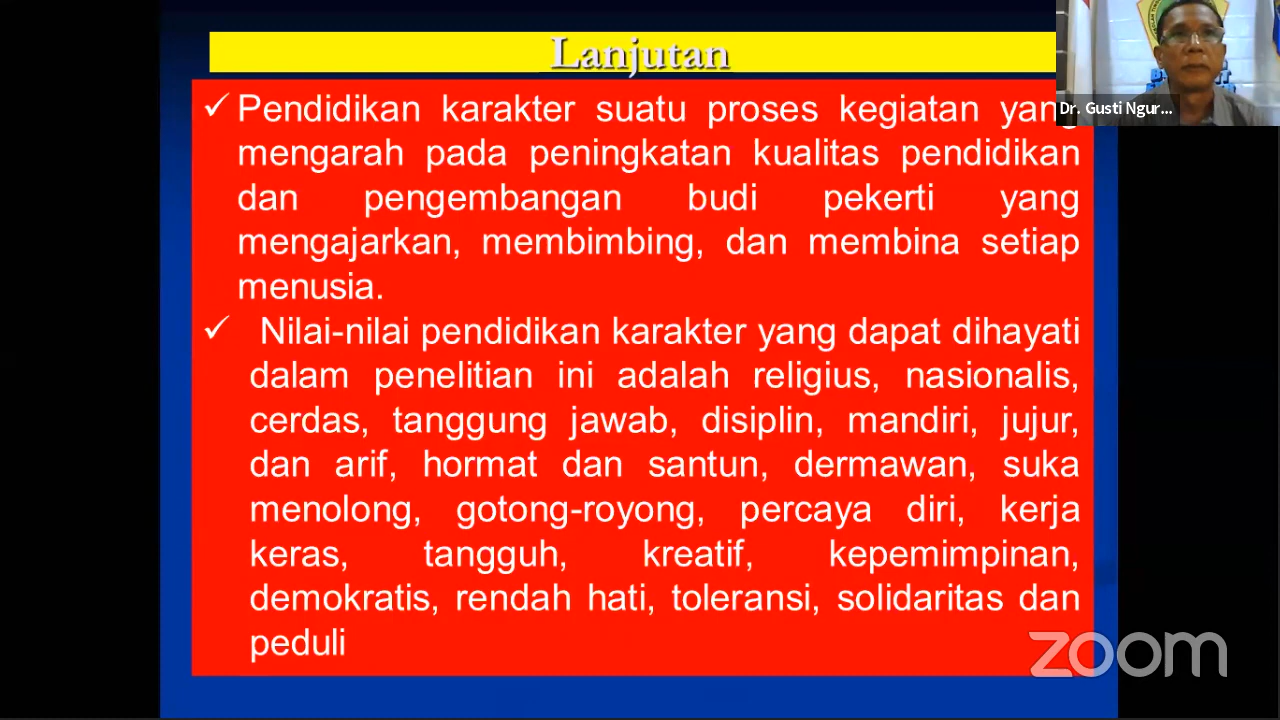 Lanjutan
✓ Pendidikan karakter suatu proses kegiatan yang
mengarah pada peningkatan kualitas pendidikan
dan pengembangan budi pekerti yang
mengajarkan, membimbing, dan membina setiap
menusia.
✓ Nilai-nilai pendidikan karakter yang dapat dihayati
dalam penelitian ini adalah religius, nasionalis,
cerdas, tanggung jawab, disiplin, mandiri, jujur,
dan arif, hormat dan santun, dermawan, suka
menolong, gotong-royong, percaya diri, kerja
keras, tangguh, kreatif, kepemimpinan,
demokratis, rendah hati, toleransi, solidaritas dan
peduli
Dr. Gusti Ngur...
zoom